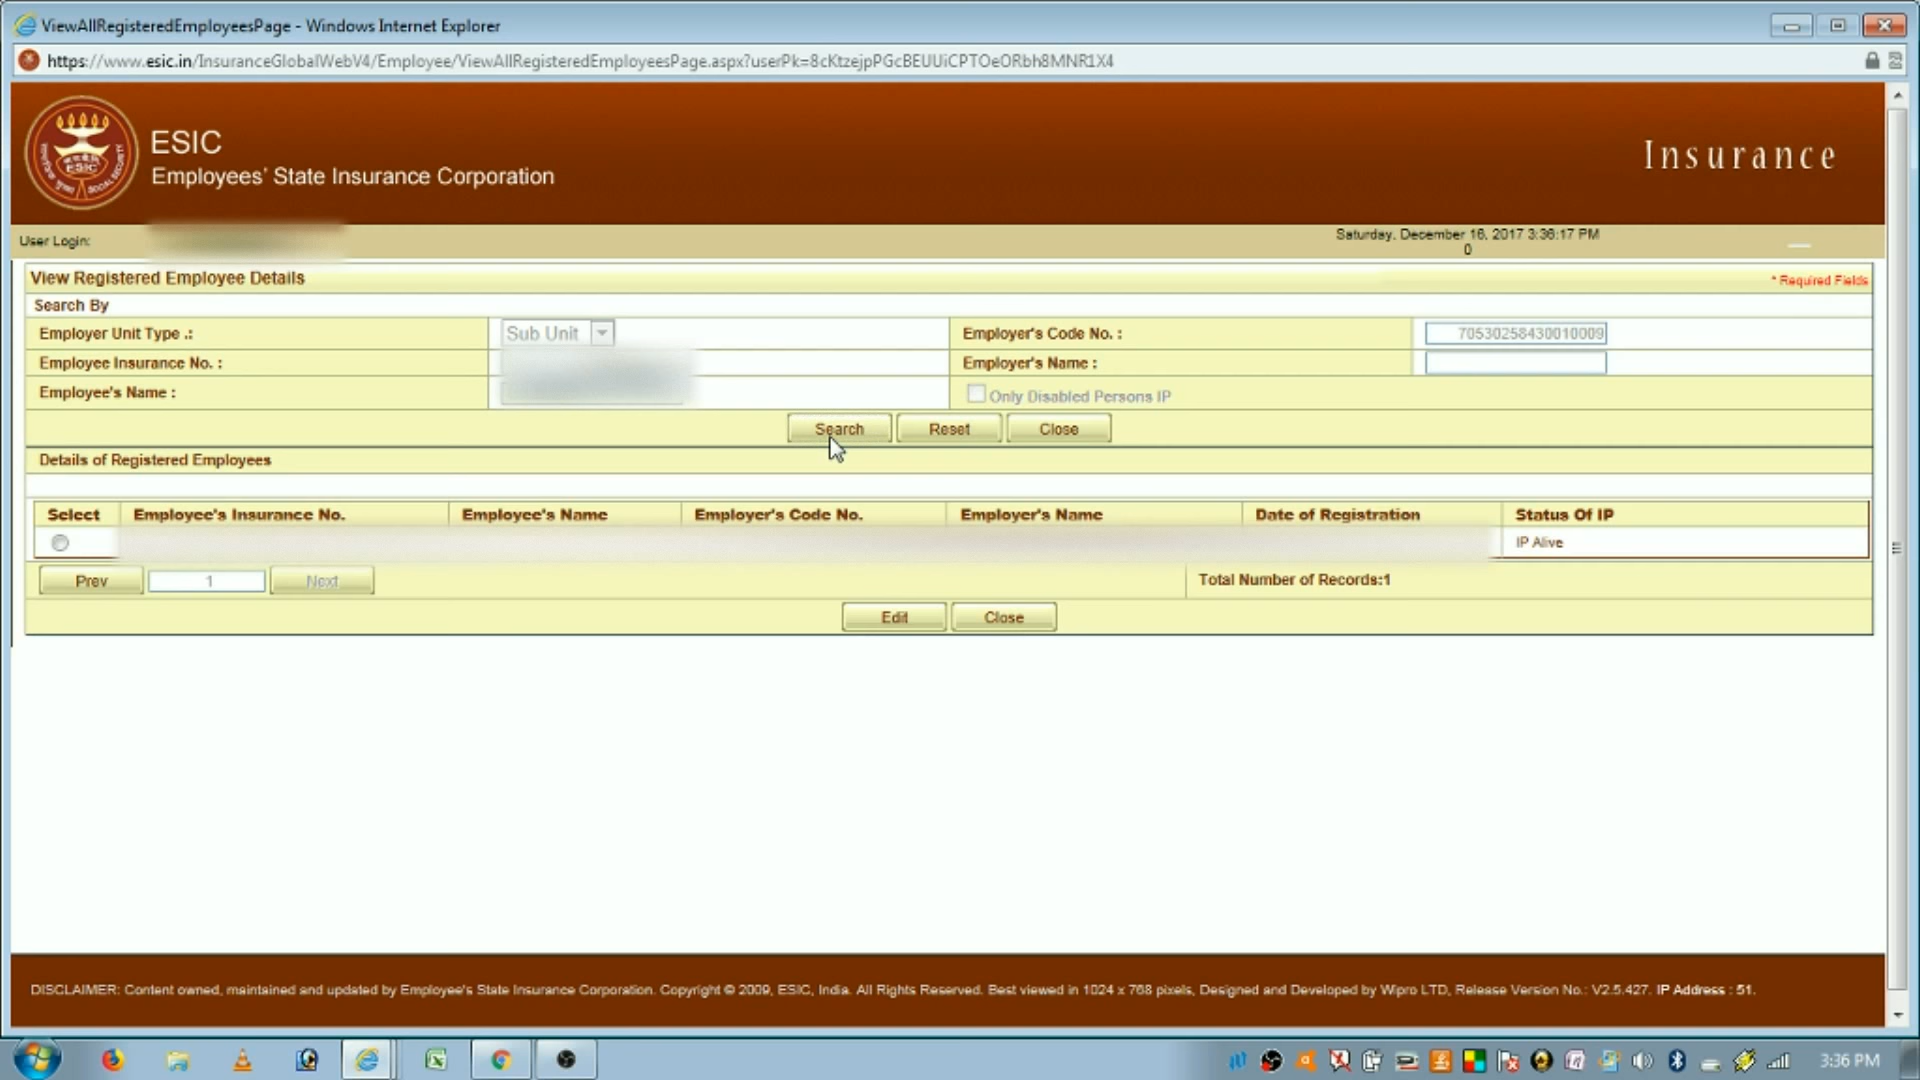 ViewAllRegisteredEmployeesPage - Windows Internet Explorer
https://www.esic.in/InsuranceGlobalWebV4/Employee/ViewAllRegisteredEmployeesPage.aspx?userPk=8cKtzejpPGcBEUUiCPTOeORbh8MNR1X4
ESIC
Employees' State Insurance Corporation
Insurance
User Login:
Saturday, December 16, 2017 3:36:17 PM
0
View Registered Employee Details
* Required Fields
Search By
Employer Unit Type .: Sub Unit Employer's Code No. : 70530258430010009
Employee Insurance No. : Employer's Name :
Employee's Name : Only Disabled Persons IP
Search Reset Close
Details of Registered Employees
Select Employee's Insurance No. Employee's Name Employer's Code No. Employer's Name Date of Registration Status Of IP
IP Alive
Prev 1 Next Total Number of Records:1
Edit Close
DISCLAIMER: Content owned, maintained and updated by Employee's State Insurance Corporation. Copyright © 2009, ESIC, India. All Rights Reserved. Best viewed in 1024 x 768 pixels, Designed and Developed by Wipro LTD, Release Version No.: V2.5.427. IP Address : 51.
3:36 PM